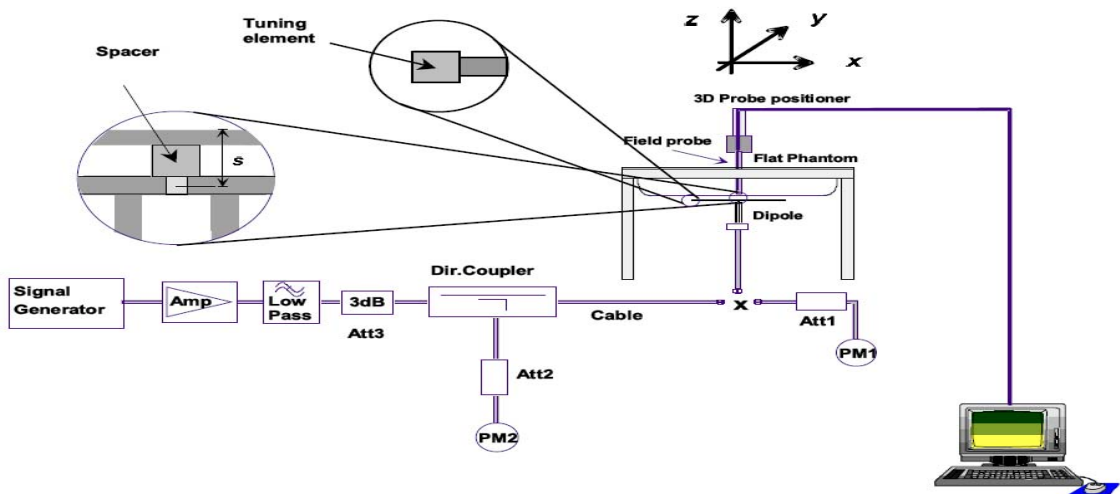 Tuning
element
Spacer
s
z
y
x
3D Probe positioner
Field probe
Flat Phantom
Dipole
Dir.Coupler
Signal
Generator
Amp
Low
Pass
3dB
Att3
Cable
x
Att1
PM1
Att2
PM2